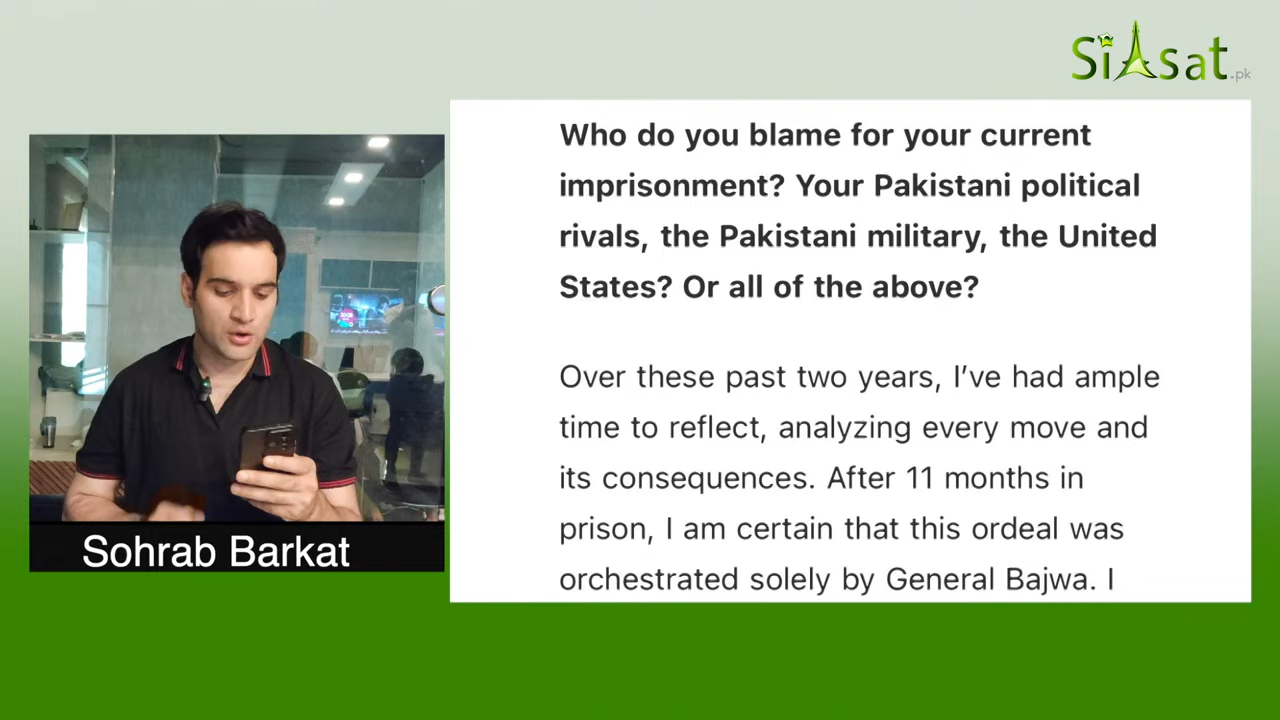 SiAsat.pk
Who do you blame for your current
imprisonment? Your Pakistani political
rivals, the Pakistani military, the United
States? Or all of the above?
Over these past two years, I’ve had ample
time to reflect, analyzing every move and
its consequences. After 11 months in
prison, I am certain that this ordeal was
orchestrated solely by General Bajwa. I
Sohrab Barkat